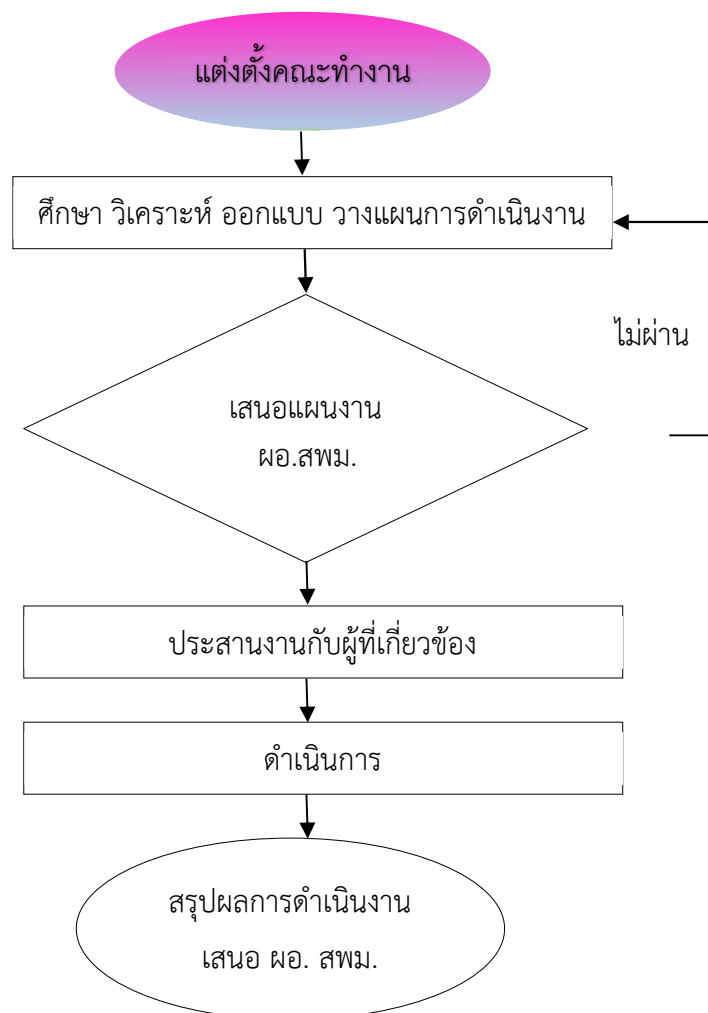 แต่งตั้งคณะทำงาน
ศึกษา วิเคราะห์ ออกแบบ วางแผนการดำเนินงาน
ไม่ผ่าน
เสนอแผนงาน
ผอ.สพม.
ประสานงานกับผู้ที่เกี่ยวข้อง
ดำเนินการ
สรุปผลการดำเนินงาน
เสนอ ผอ. สพม.